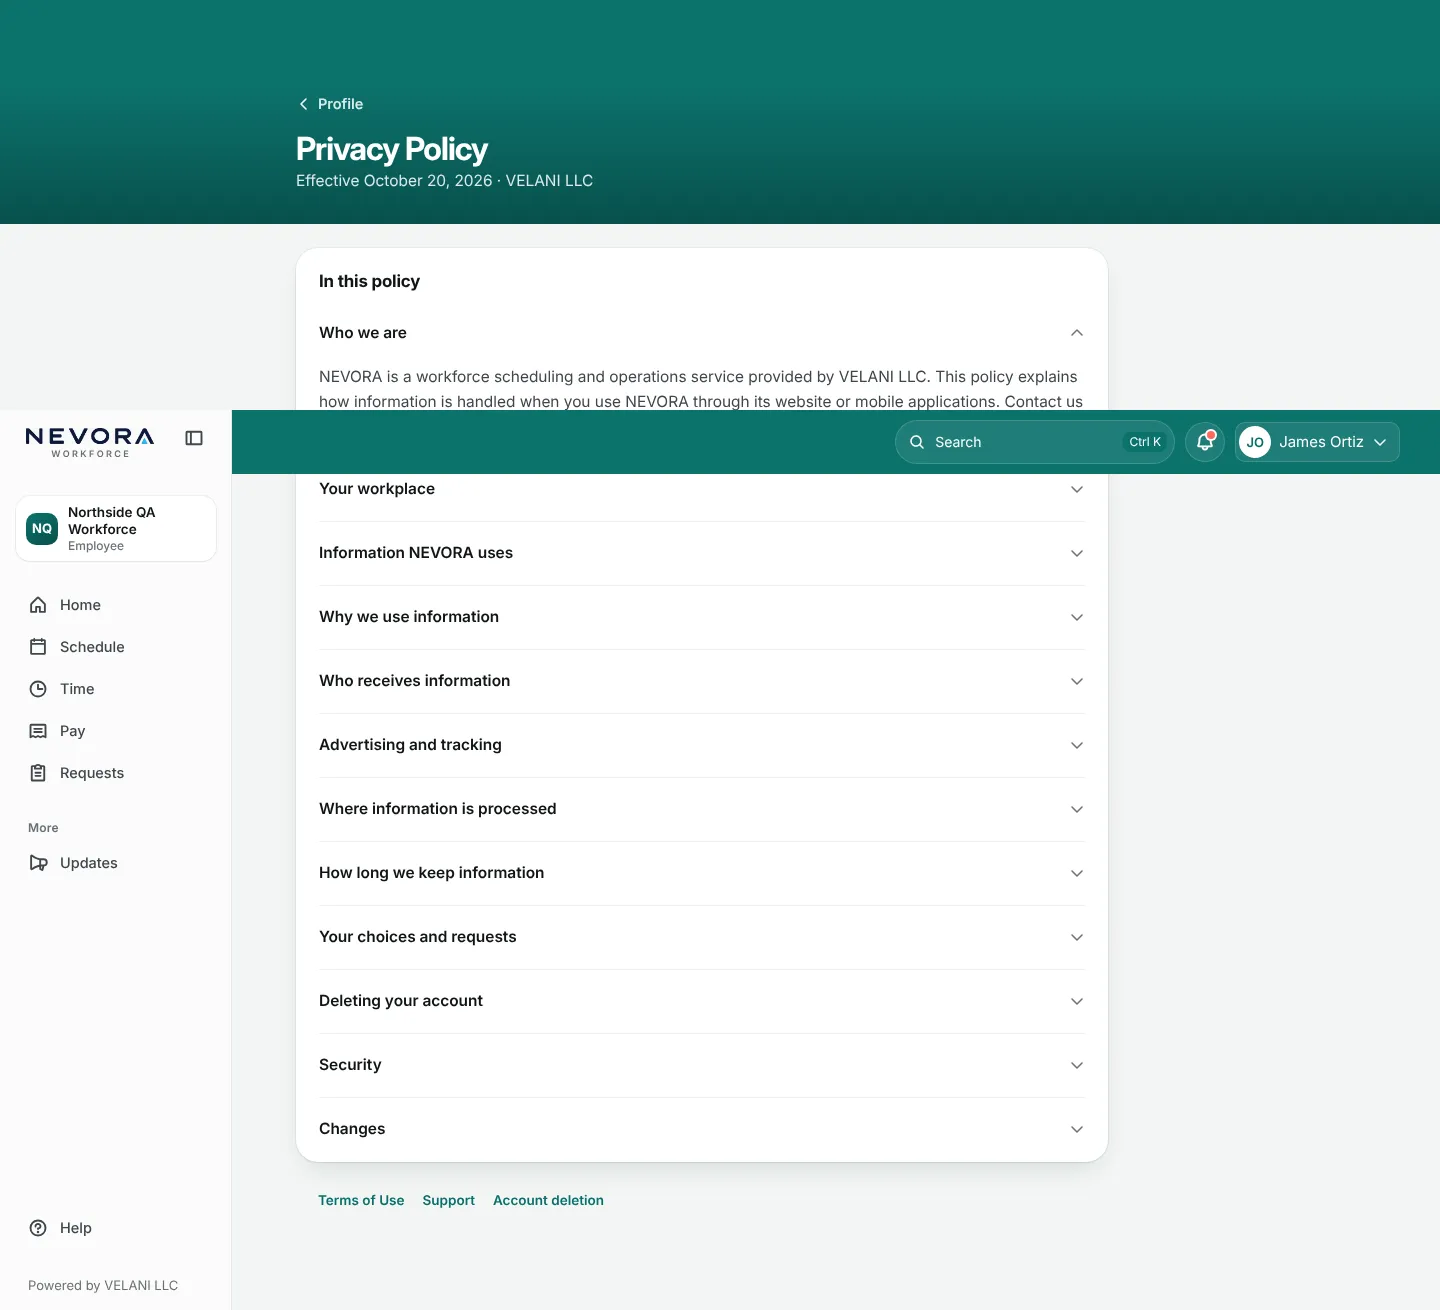 Profile
Privacy Policy
Effective October 20, 2026 · VELANI LLC
In this policy
Who we are
NEVORA is a workforce scheduling and operations service provided by VELANI LLC. This policy explains
how information is handled when you use NEVORA through its website or mobile applications. Contact us
NEVORA
WORKFORCE
Search
Ctrl K
JO
James Ortiz
NQ
Northside QA
Workforce
Employee
Home
Schedule
Time
Pay
Requests
More
Updates
Help
Powered by VELANI LLC
Your workplace
Information NEVORA uses
Why we use information
Who receives information
Advertising and tracking
Where information is processed
How long we keep information
Your choices and requests
Deleting your account
Security
Changes
Terms of Use
Support
Account deletion